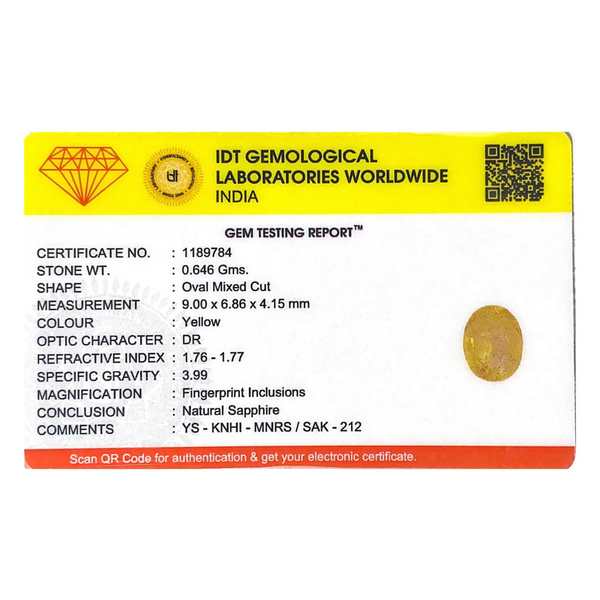 IDT GEMOLOGICAL
LABORATORIES WORLDWIDE
INDIA
idt
GEM TESTING REPORT™
CERTIFICATE NO. : 1189784
STONE WT. : 0.646 Gms.
SHAPE : Oval Mixed Cut
MEASUREMENT : 9.00 x 6.86 x 4.15 mm
COLOUR : Yellow
OPTIC CHARACTER : DR
REFRACTIVE INDEX : 1.76 - 1.77
SPECIFIC GRAVITY : 3.99
MAGNIFICATION : Fingerprint Inclusions
CONCLUSION : Natural Sapphire
COMMENTS : YS - KNHI - MNRS / SAK - 212
Scan QR Code for authentication & get your electronic certificate.